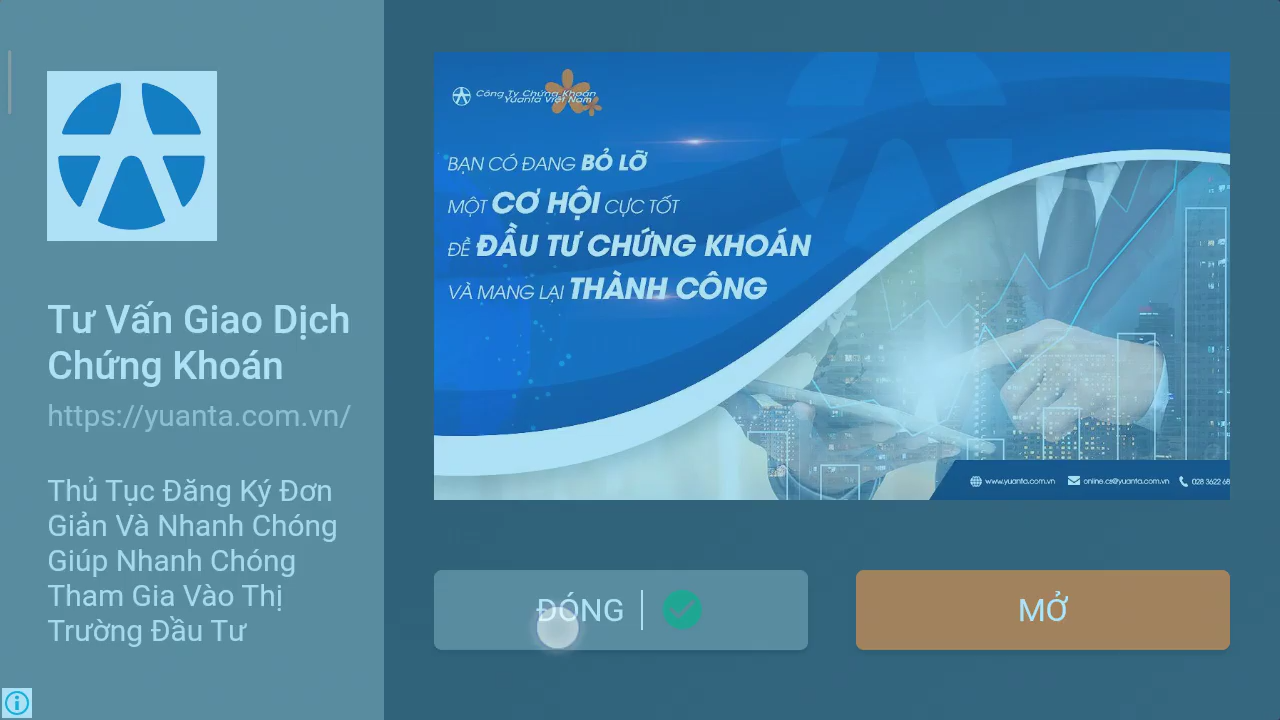 Tư Vấn Giao Dịch
Chứng Khoán
https://yuanta.com.vn/
Thủ Tục Đăng Ký Đơn
Giản Và Nhanh Chóng
Giúp Nhanh Chóng
Tham Gia Vào Thị
Trường Đầu Tư
Công Ty Chứng Khoán
Yuanta Việt Nam
BẠN CÓ ĐANG BỎ LỠ
MỘT CƠ HỘI CỰC TỐT
ĐỂ ĐẦU TƯ CHỨNG KHOÁN
VÀ MANG LẠI THÀNH CÔNG
www.yuanta.com.vn online.cs@yuanta.com.vn 028 3622 68
ĐÓNG
MỞ